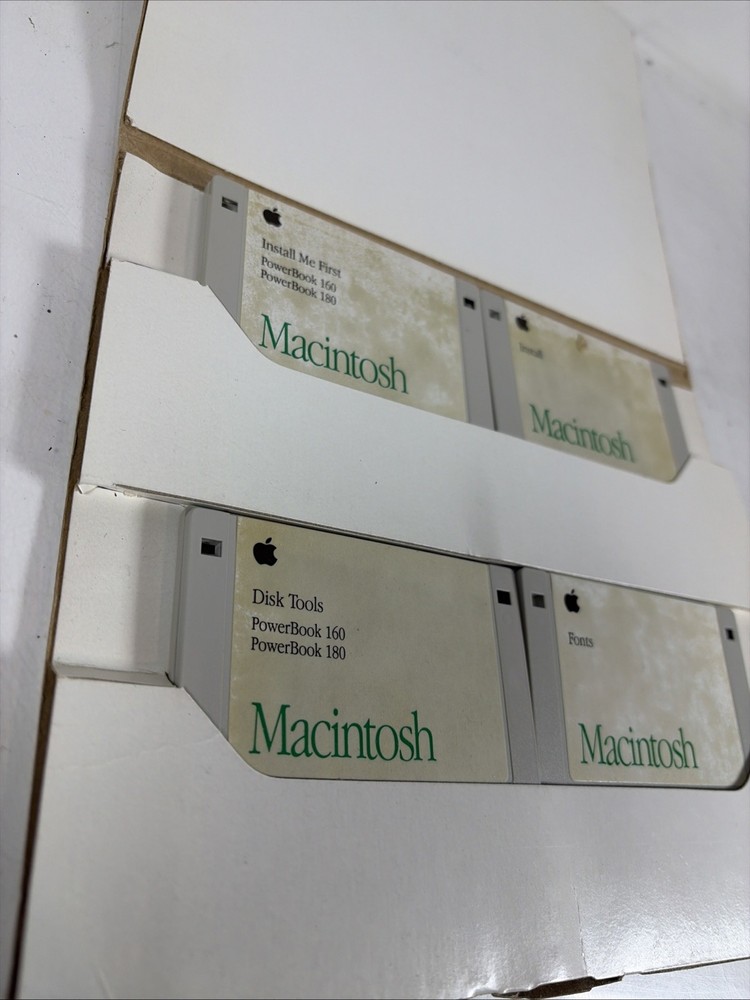 Install Me First
PowerBook 160
PowerBook 180
Macintosh
Install
Macintosh
Disk Tools
PowerBook 160
PowerBook 180
Macintosh
Fonts
Macintosh